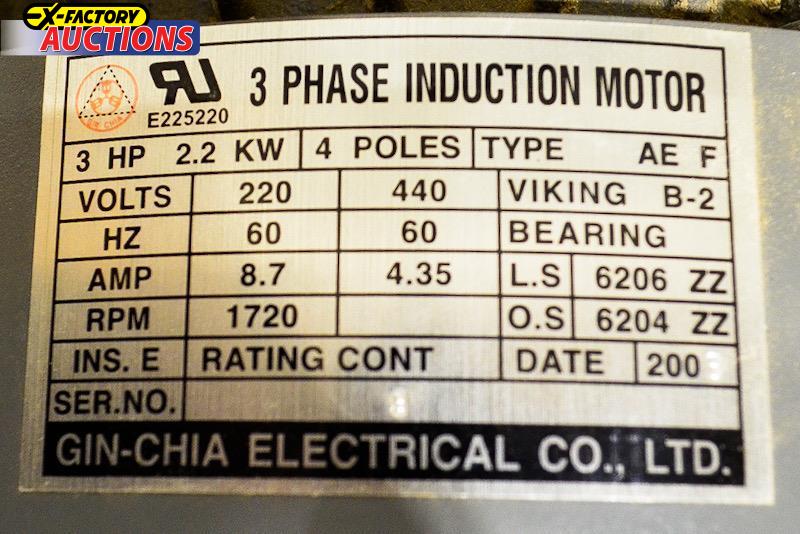 X-FACTORY
AUCTIONS
GIN CHIA
E225220
3 PHASE INDUCTION MOTOR
3 HP 2.2 KW 4 POLES TYPE AE F
VOLTS 220 440 VIKING B-2
HZ 60 60 BEARING
AMP 8.7 4.35 L.S 6206 ZZ
RPM 1720 O.S 6204 ZZ
INS. E RATING CONT DATE 200
SER.NO.
GIN-CHIA ELECTRICAL CO., LTD.